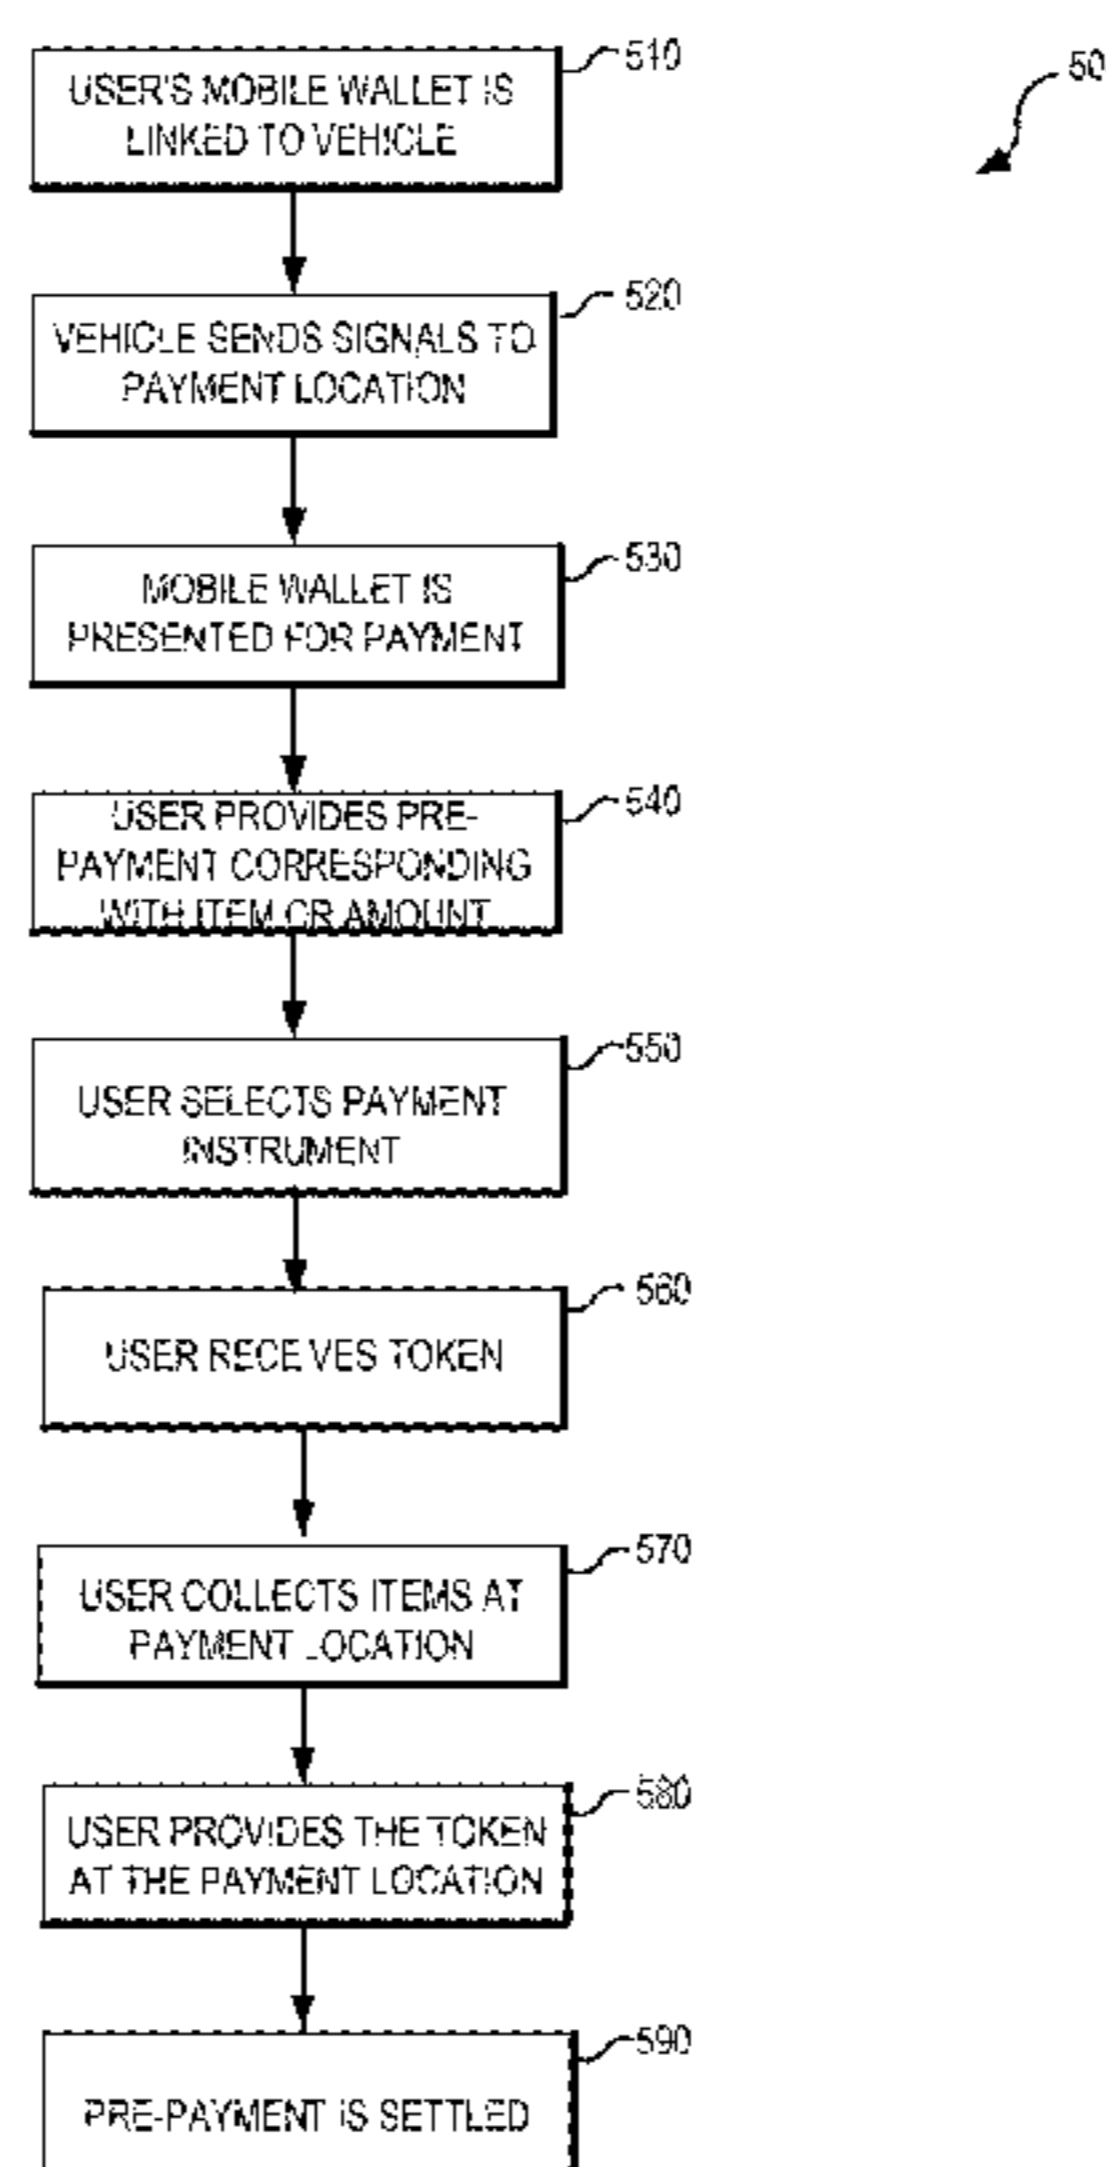 510
50
USER'S MOBILE WALLET IS
LINKED TO VEHICLE
520
VEHICLE SENDS SIGNALS TO
PAYMENT LOCATION
530
MOBILE WALLET IS
PRESENTED FOR PAYMENT
540
USER PROVIDES PRE-
PAYMENT CORRESPONDING
WITH ITEM OR AMOUNT
550
USER SELECTS PAYMENT
INSTRUMENT
560
USER RECEIVES TOKEN
570
USER COLLECTS ITEMS AT
PAYMENT LOCATION
580
USER PROVIDES THE TOKEN
AT THE PAYMENT LOCATION
590
PRE-PAYMENT IS SETTLED